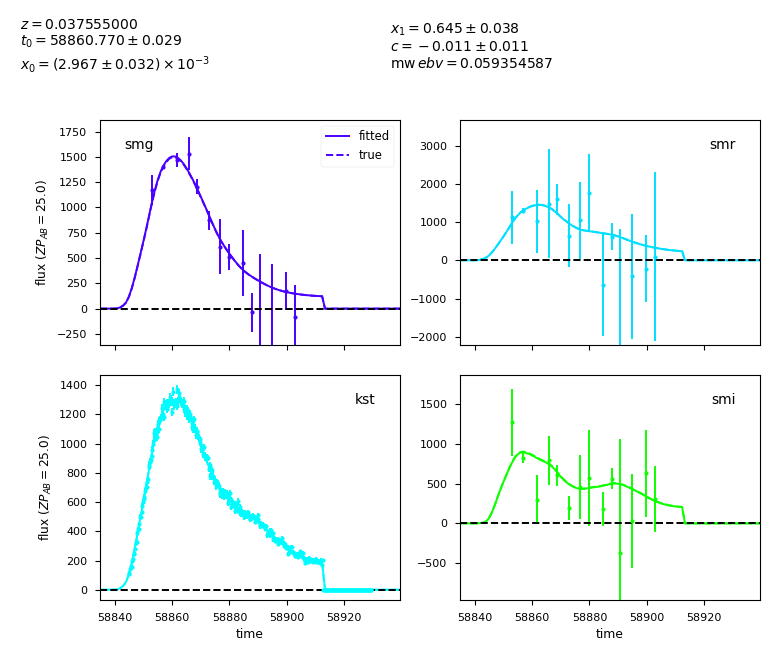 z = 0.037555000
t₀ = 58860.770 ± 0.029
x₀ = (2.967 ± 0.032) × 10⁻³
x₁ = 0.645 ± 0.038
c = −0.011 ± 0.011
mw ebv = 0.059354587
smg
fitted
true
1750
1500
1250
1000
750
500
250
0
−250
flux (ZP_AB = 25.0)
smr
3000
2000
1000
0
−1000
−2000
kst
1400
1200
1000
800
600
400
200
0
flux (ZP_AB = 25.0)
58840 58860 58880 58900 58920
time
smi
1500
1000
500
0
−500
58840 58860 58880 58900 58920
time